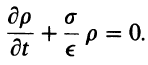 ∂ρ/∂t + σ/ϵ ρ = 0.